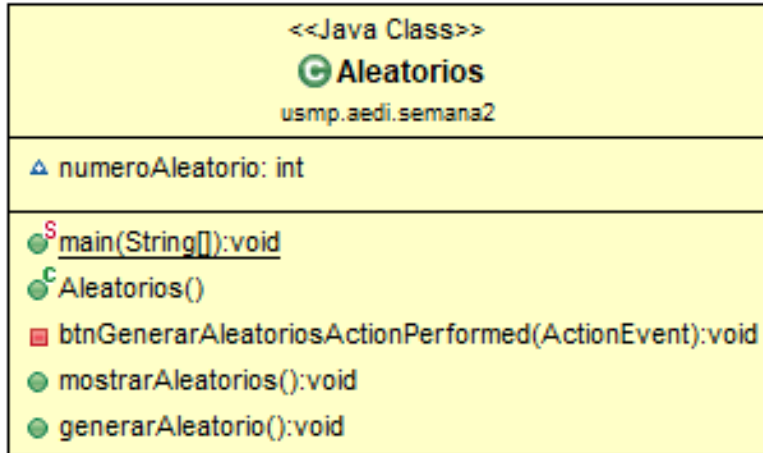 <<Java Class>>
C Aleatorios
usmp.aedi.semana2
numeroAleatorio: int
S main(String[]):void
C Aleatorios()
btnGenerarAleatoriosActionPerformed(ActionEvent):void
mostrarAleatorios():void
generarAleatorio():void